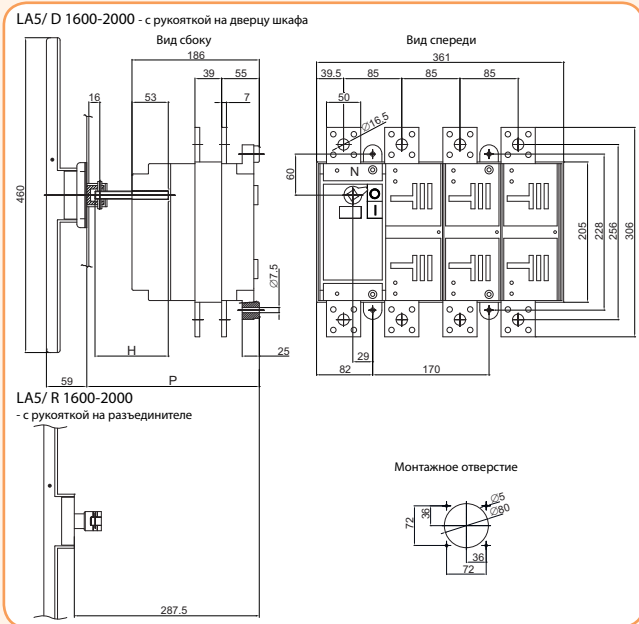 LA5/ D 1600-2000 - с рукояткой на дверцу шкафа
Вид сбоку
Вид спереди
186
361
39
55
39.5
85
85
85
16
53
7
50
Ø16.5
N
60
460
O
I
205
228
256
306
Ø7.5
H
25
29
59
P
82
170
LA5/ R 1600-2000
- с рукояткой на разъединителе
Монтажное отверстие
Ø5
Ø80
72
36
36
72
287.5